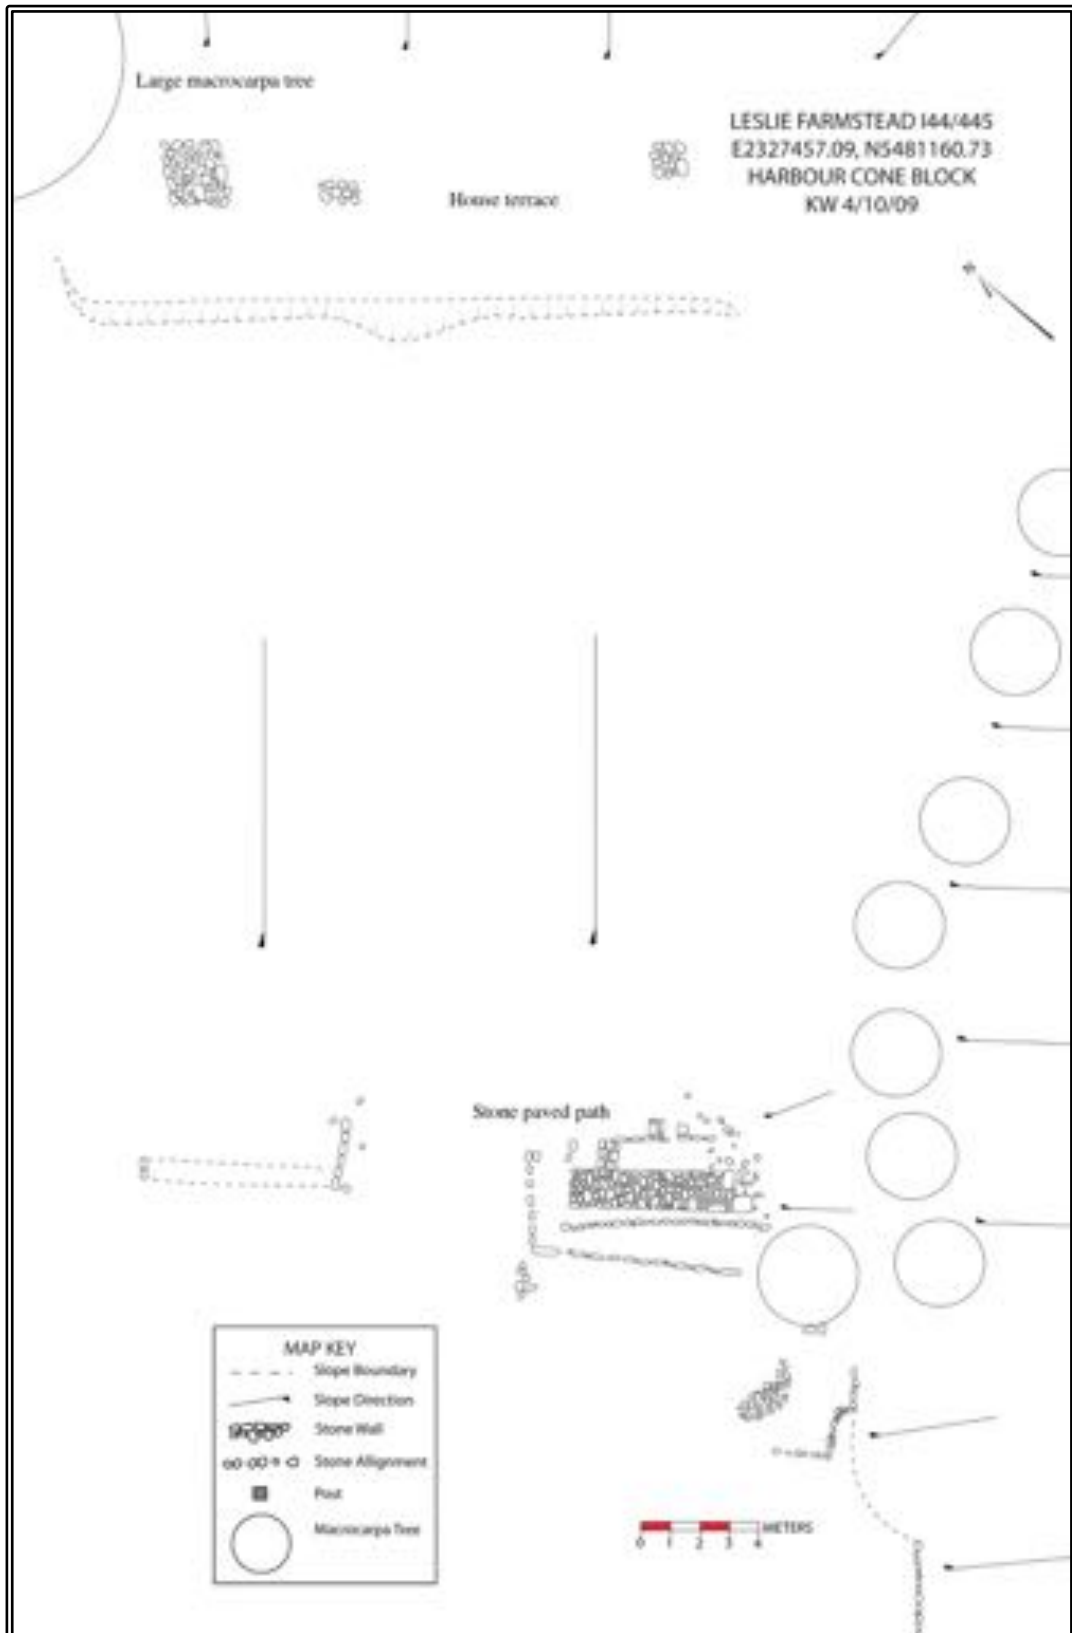 Large macrocarpa tree
LESLIE FARMSTEAD I44/445
E2327457.09, N5481160.73
HARBOUR CONE BLOCK
KW 4/10/09
House terrace
Stone paved path
MAP KEY
Slope Boundary
Slope Direction
Stone Wall
Stone Allignment
Post
Macrocarpa Tree
METERS
0 1 2 3 4